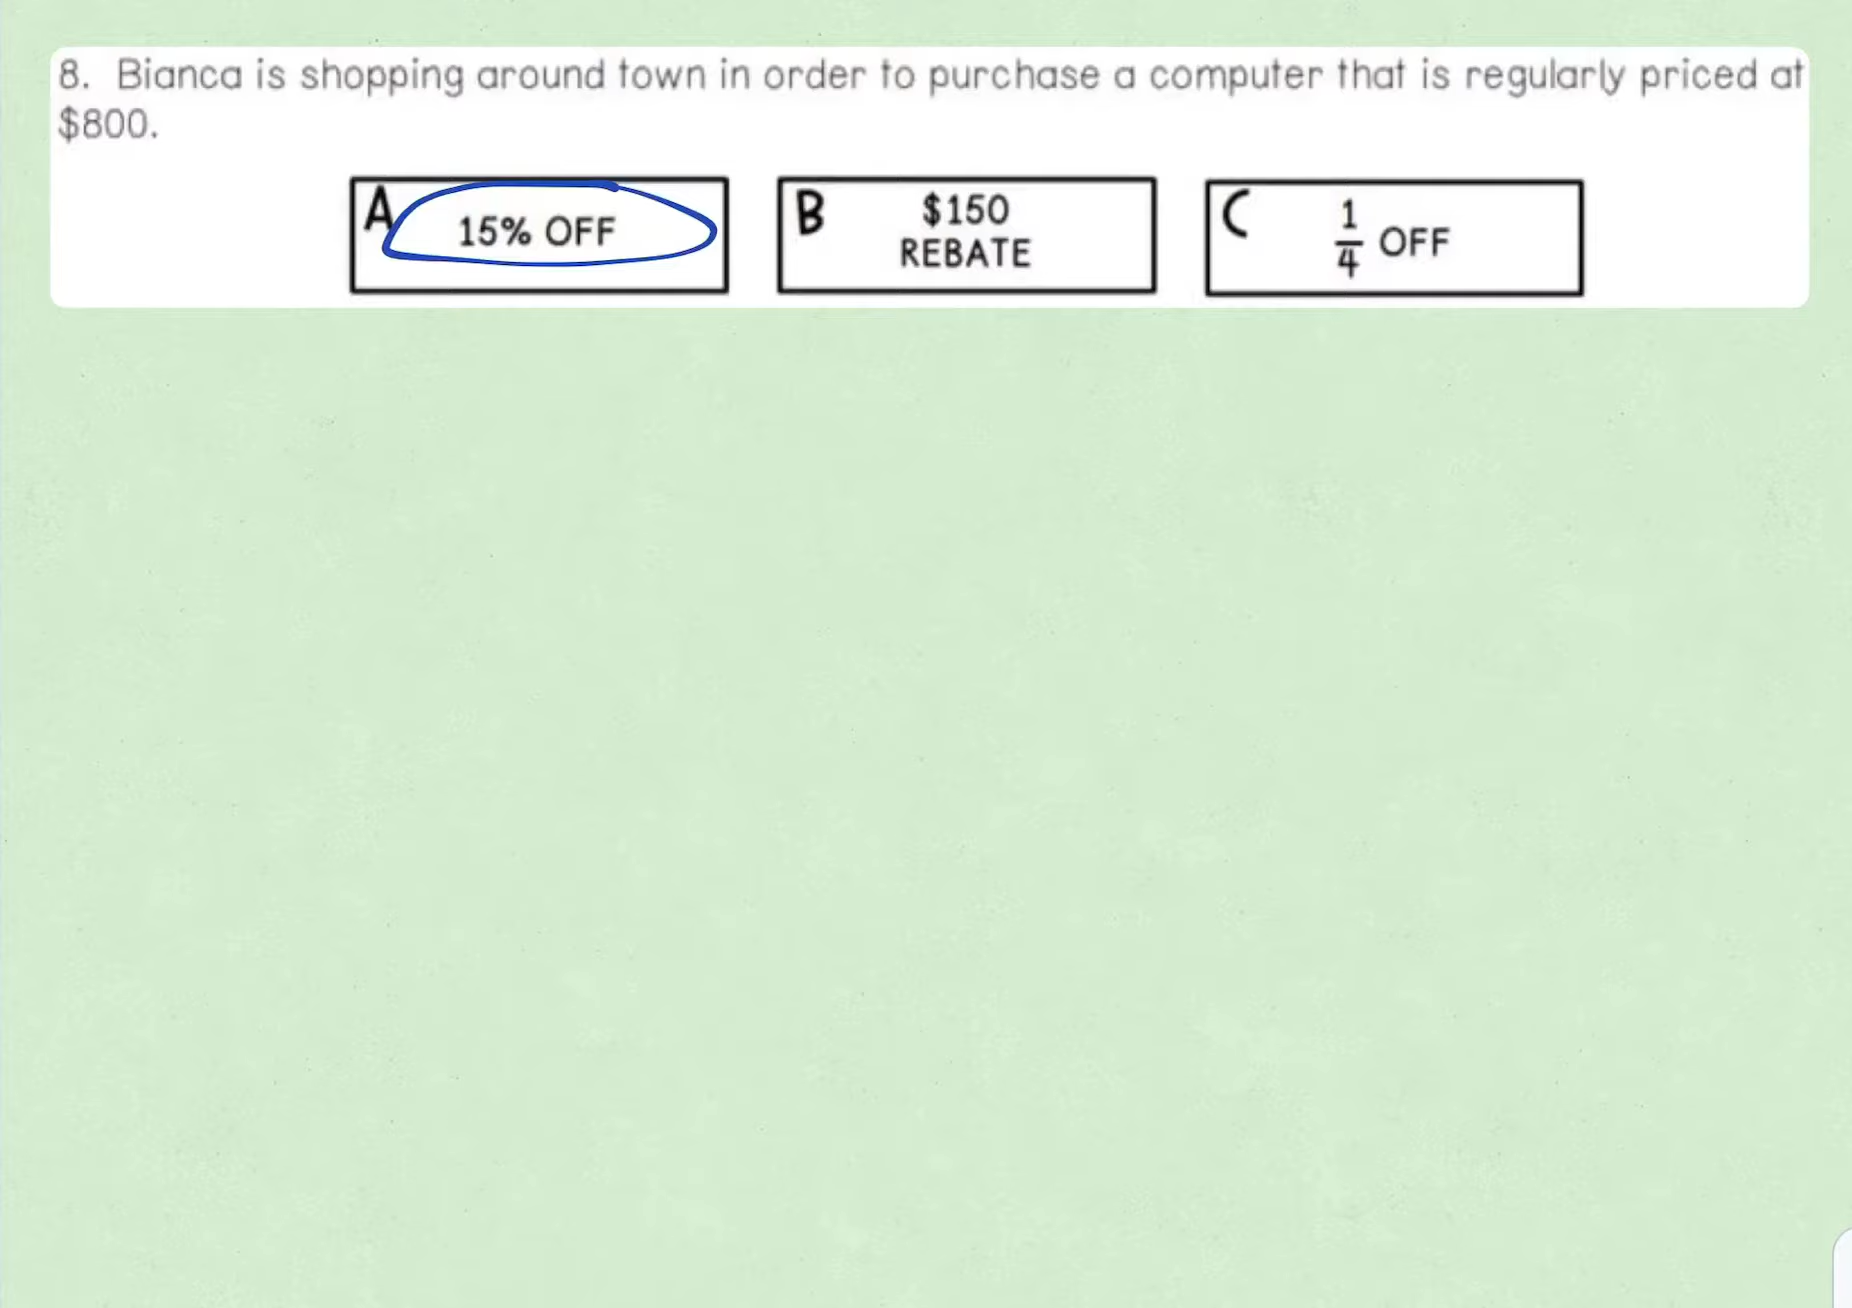 8. Bianca is shopping around town in order to purchase a computer that is regularly priced at
$800.
A 15% OFF
B $150
REBATE
C 1/4 OFF